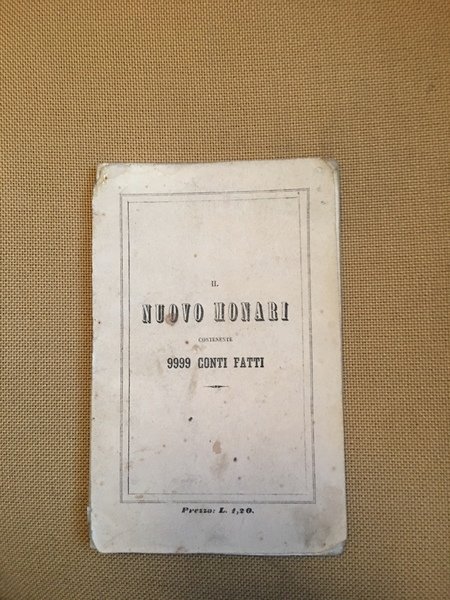 IL
NUOVO MONARI
CONTENENTE
9999 CONTI FATTI
Prezzo: L. 1,20.